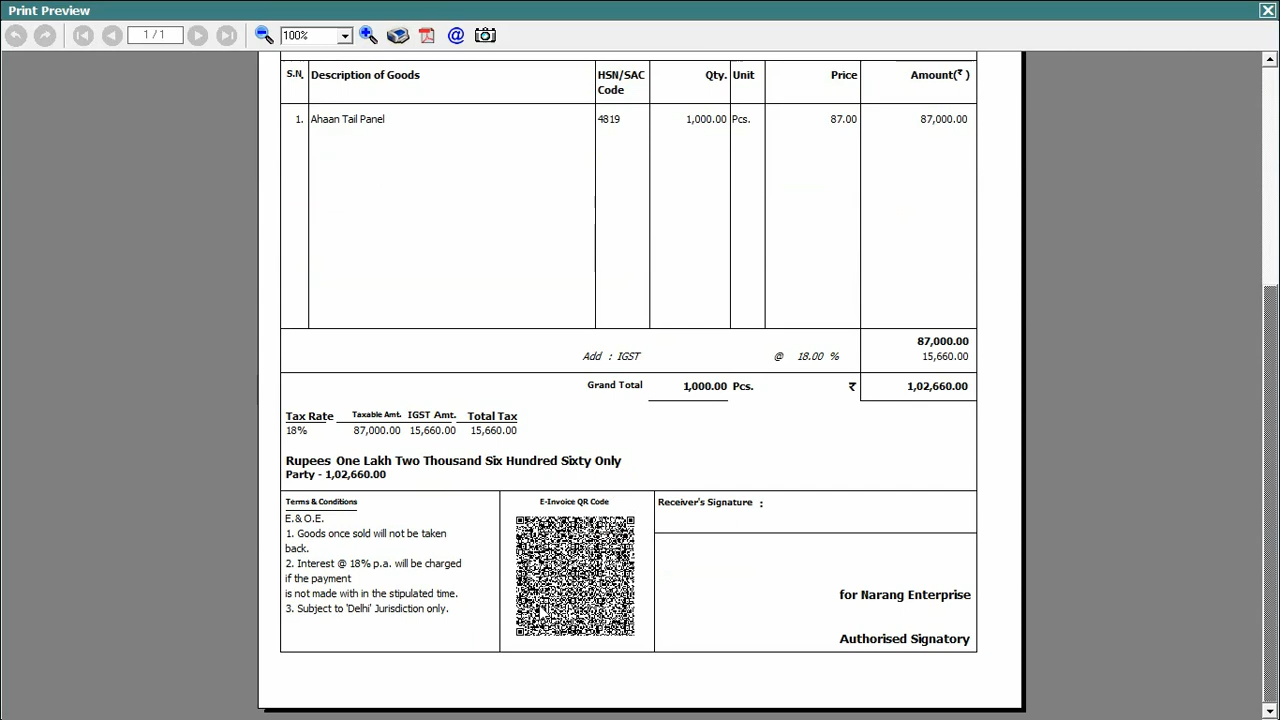 Print Preview
1 / 1
100%
S.N. Description of Goods HSN/SAC Code Qty. Unit Price Amount(₹ )
1. Ahaan Tail Panel 4819 1,000.00 Pcs. 87.00 87,000.00
87,000.00
Add : IGST @ 18.00 % 15,660.00
Grand Total 1,000.00 Pcs. ₹ 1,02,660.00
Tax Rate Taxable Amt. IGST Amt. Total Tax
18% 87,000.00 15,660.00 15,660.00
Rupees One Lakh Two Thousand Six Hundred Sixty Only
Party - 1,02,660.00
Terms & Conditions
E.& O.E.
1. Goods once sold will not be taken
back.
2. Interest @ 18% p.a. will be charged
if the payment
is not made with in the stipulated time.
3. Subject to 'Delhi' Jurisdiction only.
E-Invoice QR Code
Receiver's Signature :
for Narang Enterprise
Authorised Signatory